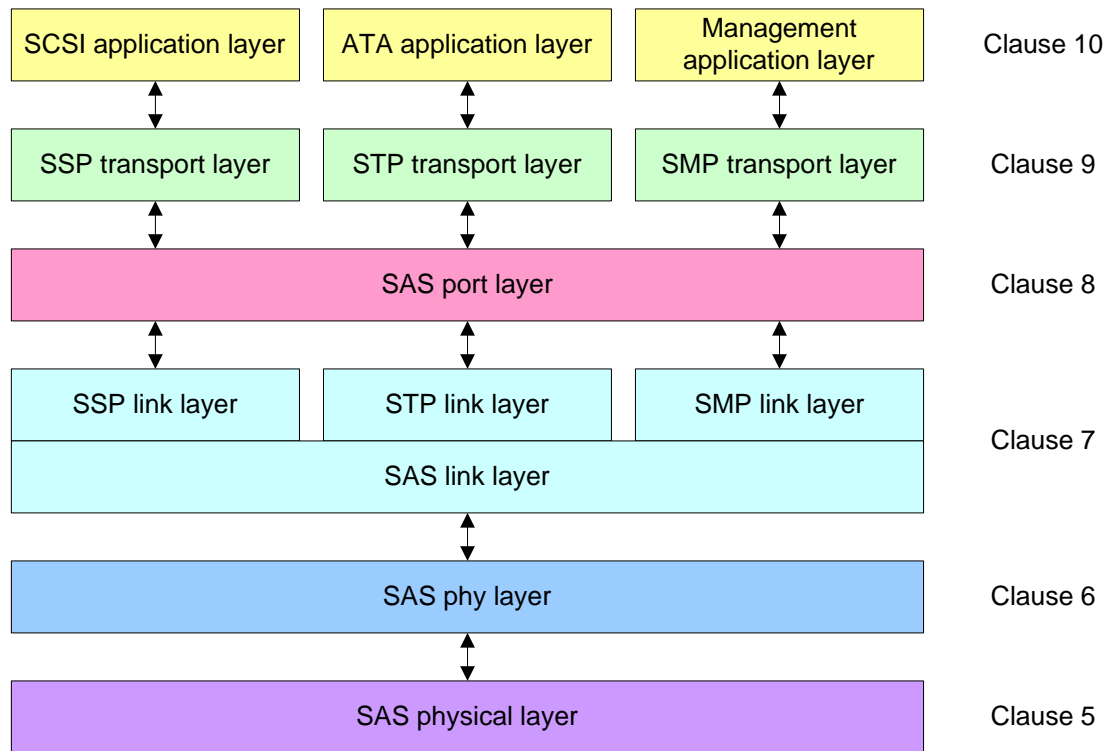 SCSI application layer
ATA application layer
Management
application layer
Clause 10
SSP transport layer
STP transport layer
SMP transport layer
Clause 9
SAS port layer
Clause 8
SSP link layer
STP link layer
SMP link layer
Clause 7
SAS link layer
SAS phy layer
Clause 6
SAS physical layer
Clause 5